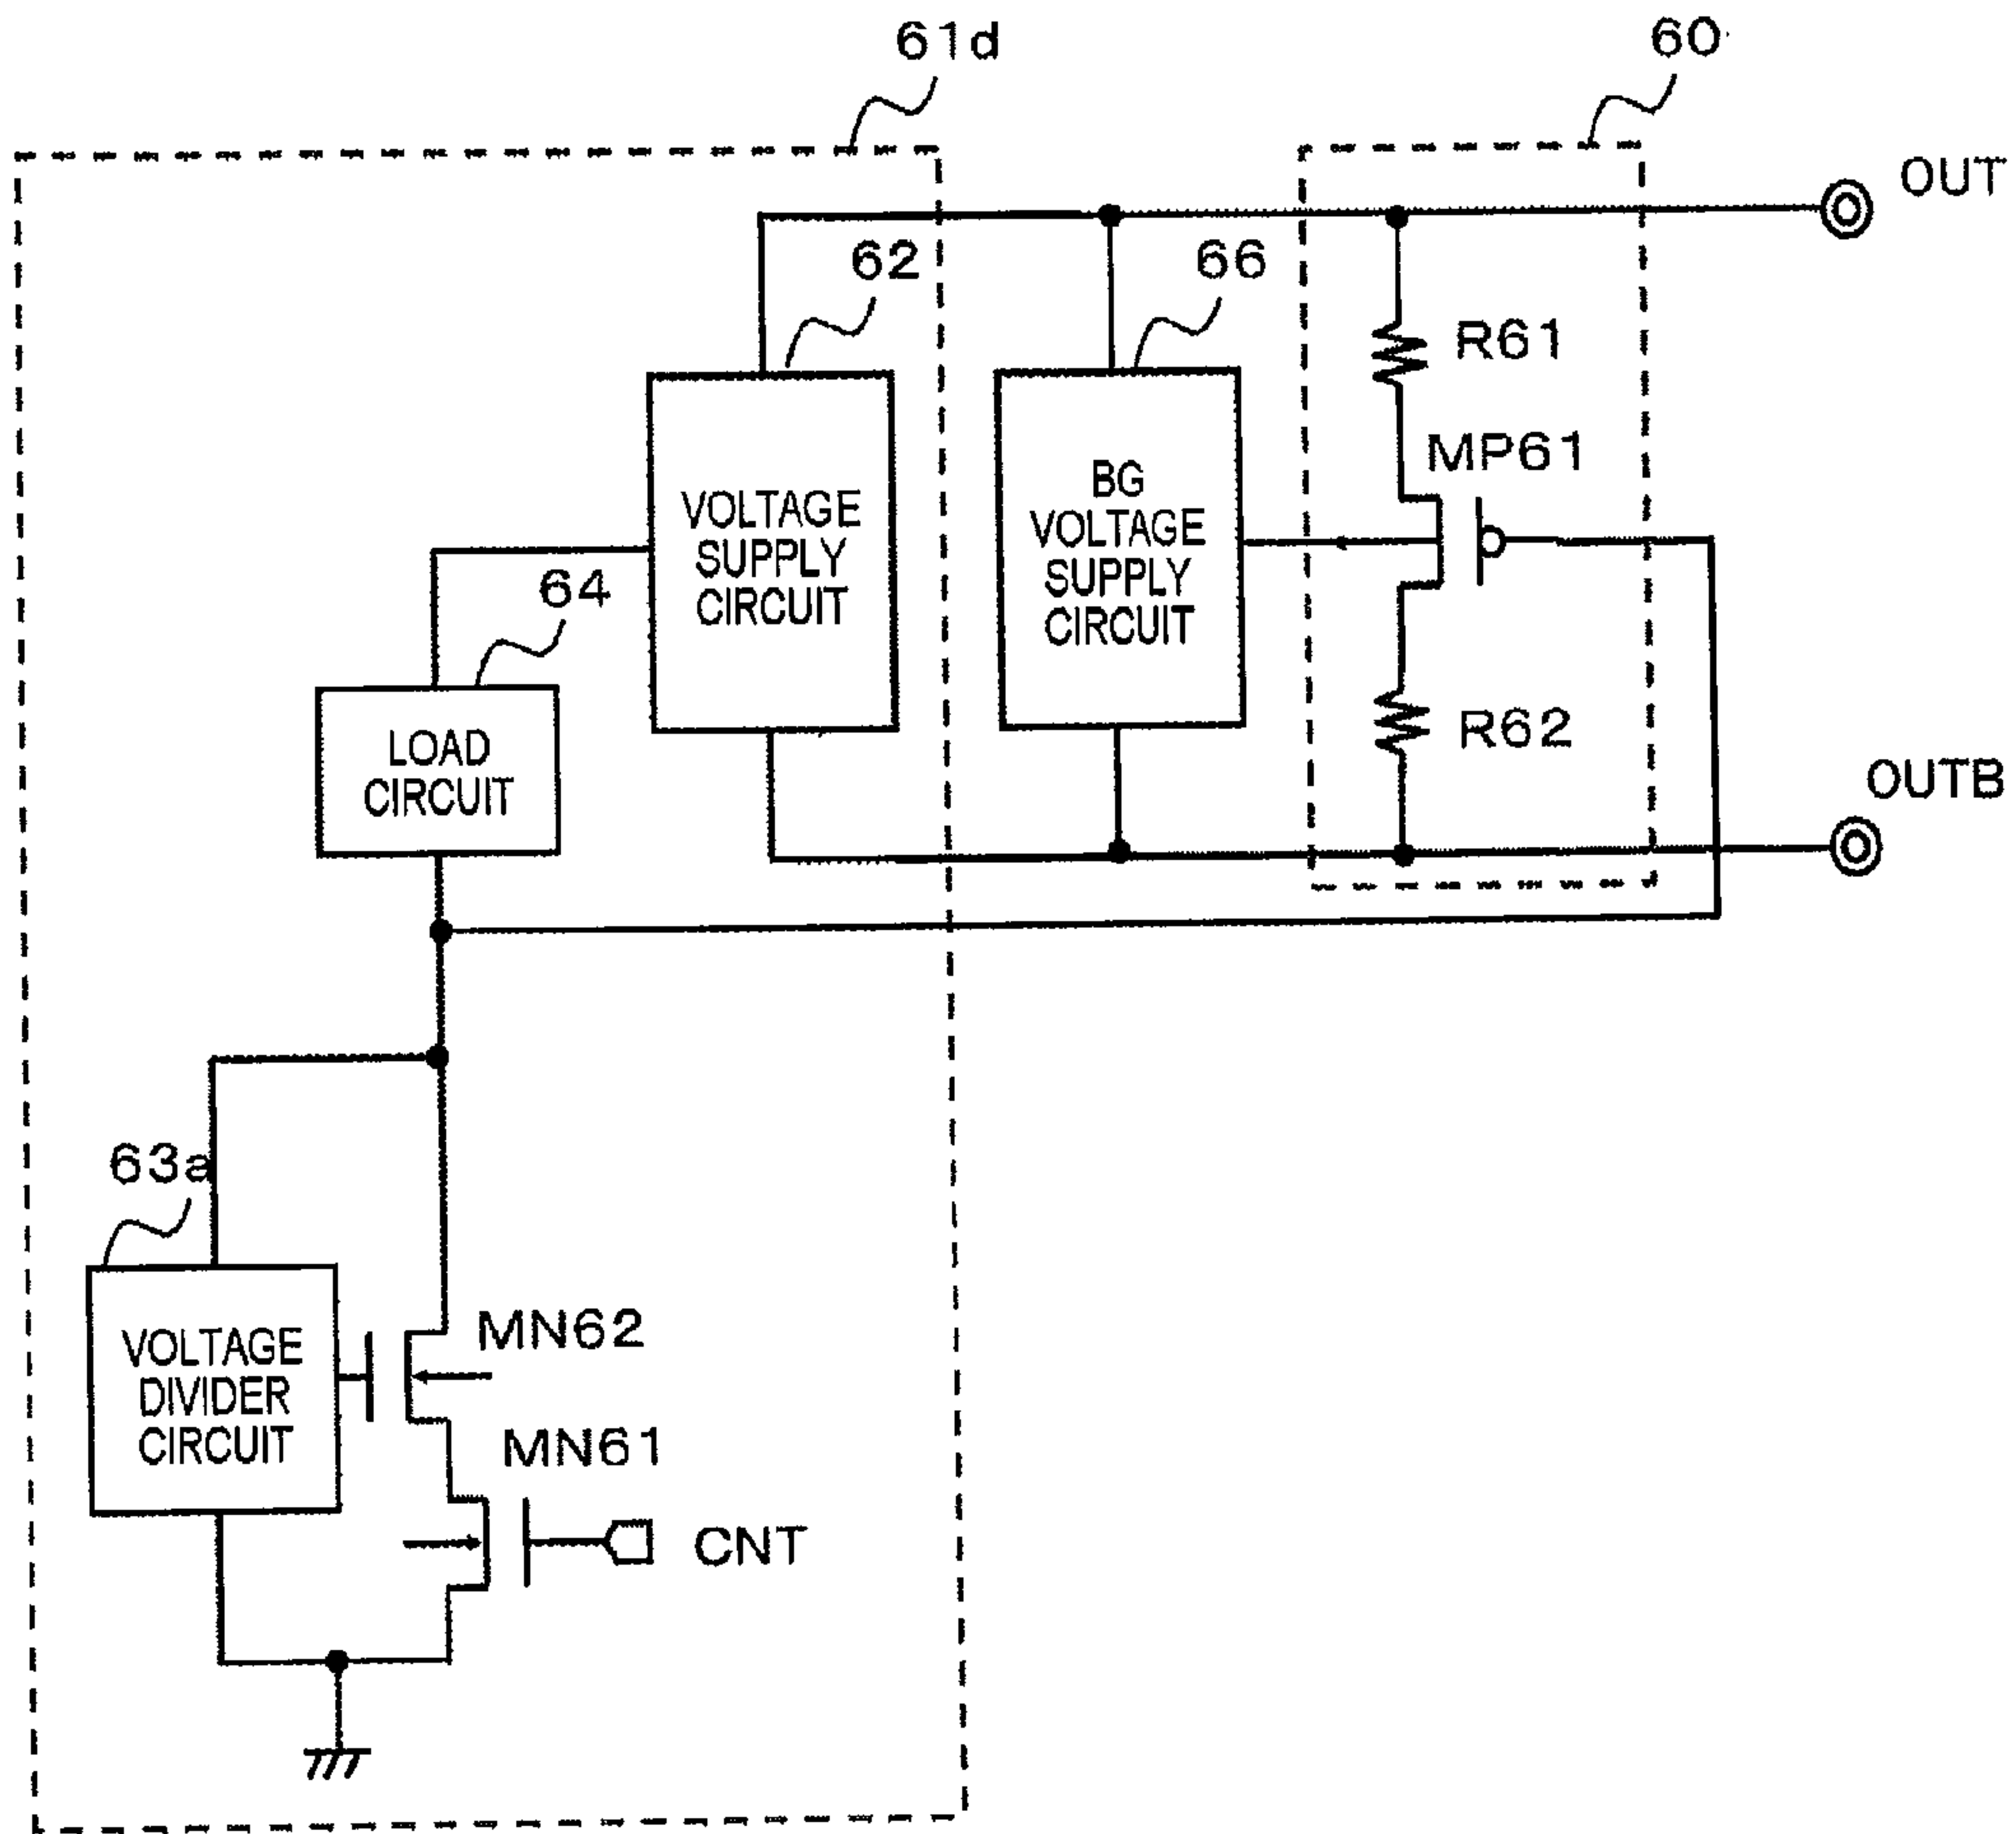 61d
60
OUT
62
66
R61
MP61
BG
VOLTAGE
SUPPLY
CIRCUIT
VOLTAGE
SUPPLY
CIRCUIT
64
R62
LOAD
CIRCUIT
OUTB
63a
MN62
VOLTAGE
DIVIDER
CIRCUIT
MN61
CNT